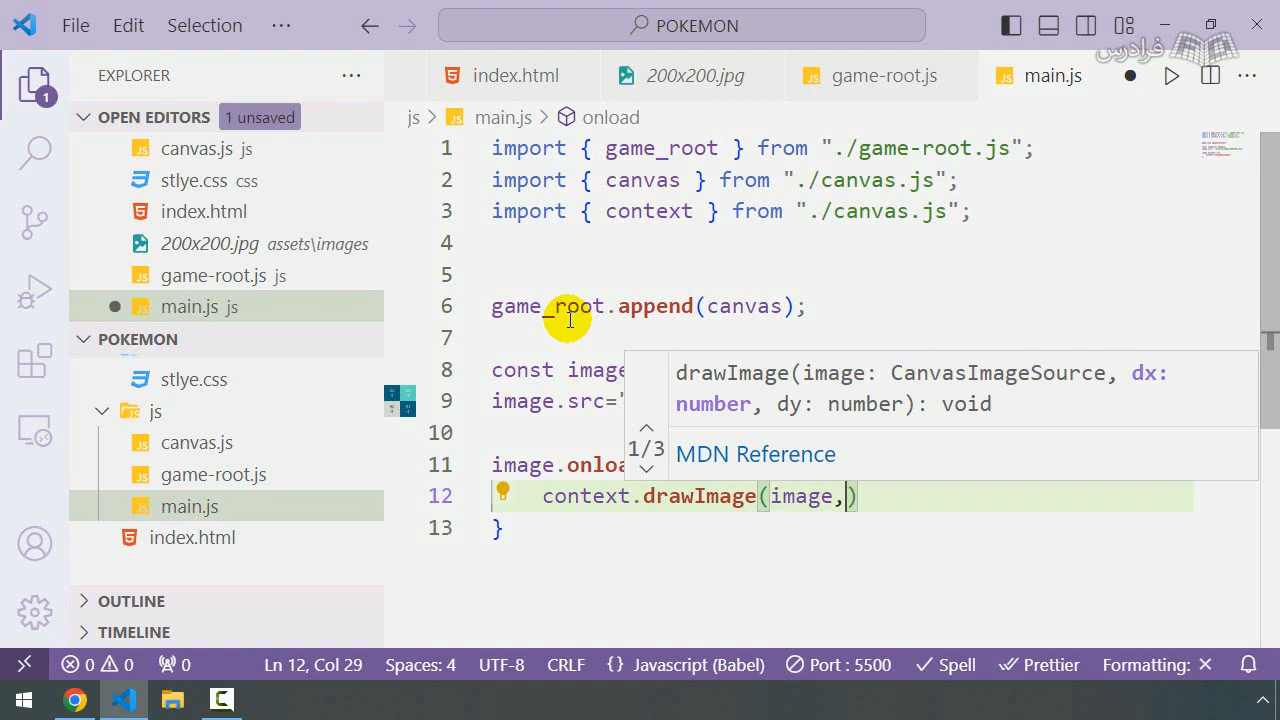 File Edit Selection ··· POKEMON
فرادرس
EXPLORER ···
OPEN EDITORS 1 unsaved
canvas.js js
stlye.css css
index.html
200x200.jpg assets\images
game-root.js js
main.js js
POKEMON
stlye.css
js
canvas.js
game-root.js
main.js
index.html
OUTLINE
TIMELINE
1
index.html 200x200.jpg game-root.js main.js
js > main.js > onload
1 import { game_root } from "./game-root.js";
2 import { canvas } from "./canvas.js";
3 import { context } from "./canvas.js";
4
5
6 game_root.append(canvas);
7
8 const image
9 image.src="
10
11 image.onloa
12 context.drawImage(image,)
13 }
drawImage(image: CanvasImageSource, dx:
number, dy: number): void
1/3
MDN Reference
0 0 0 Ln 12, Col 29 Spaces: 4 UTF-8 CRLF {} Javascript (Babel) Port : 5500 Spell Prettier Formatting: ×